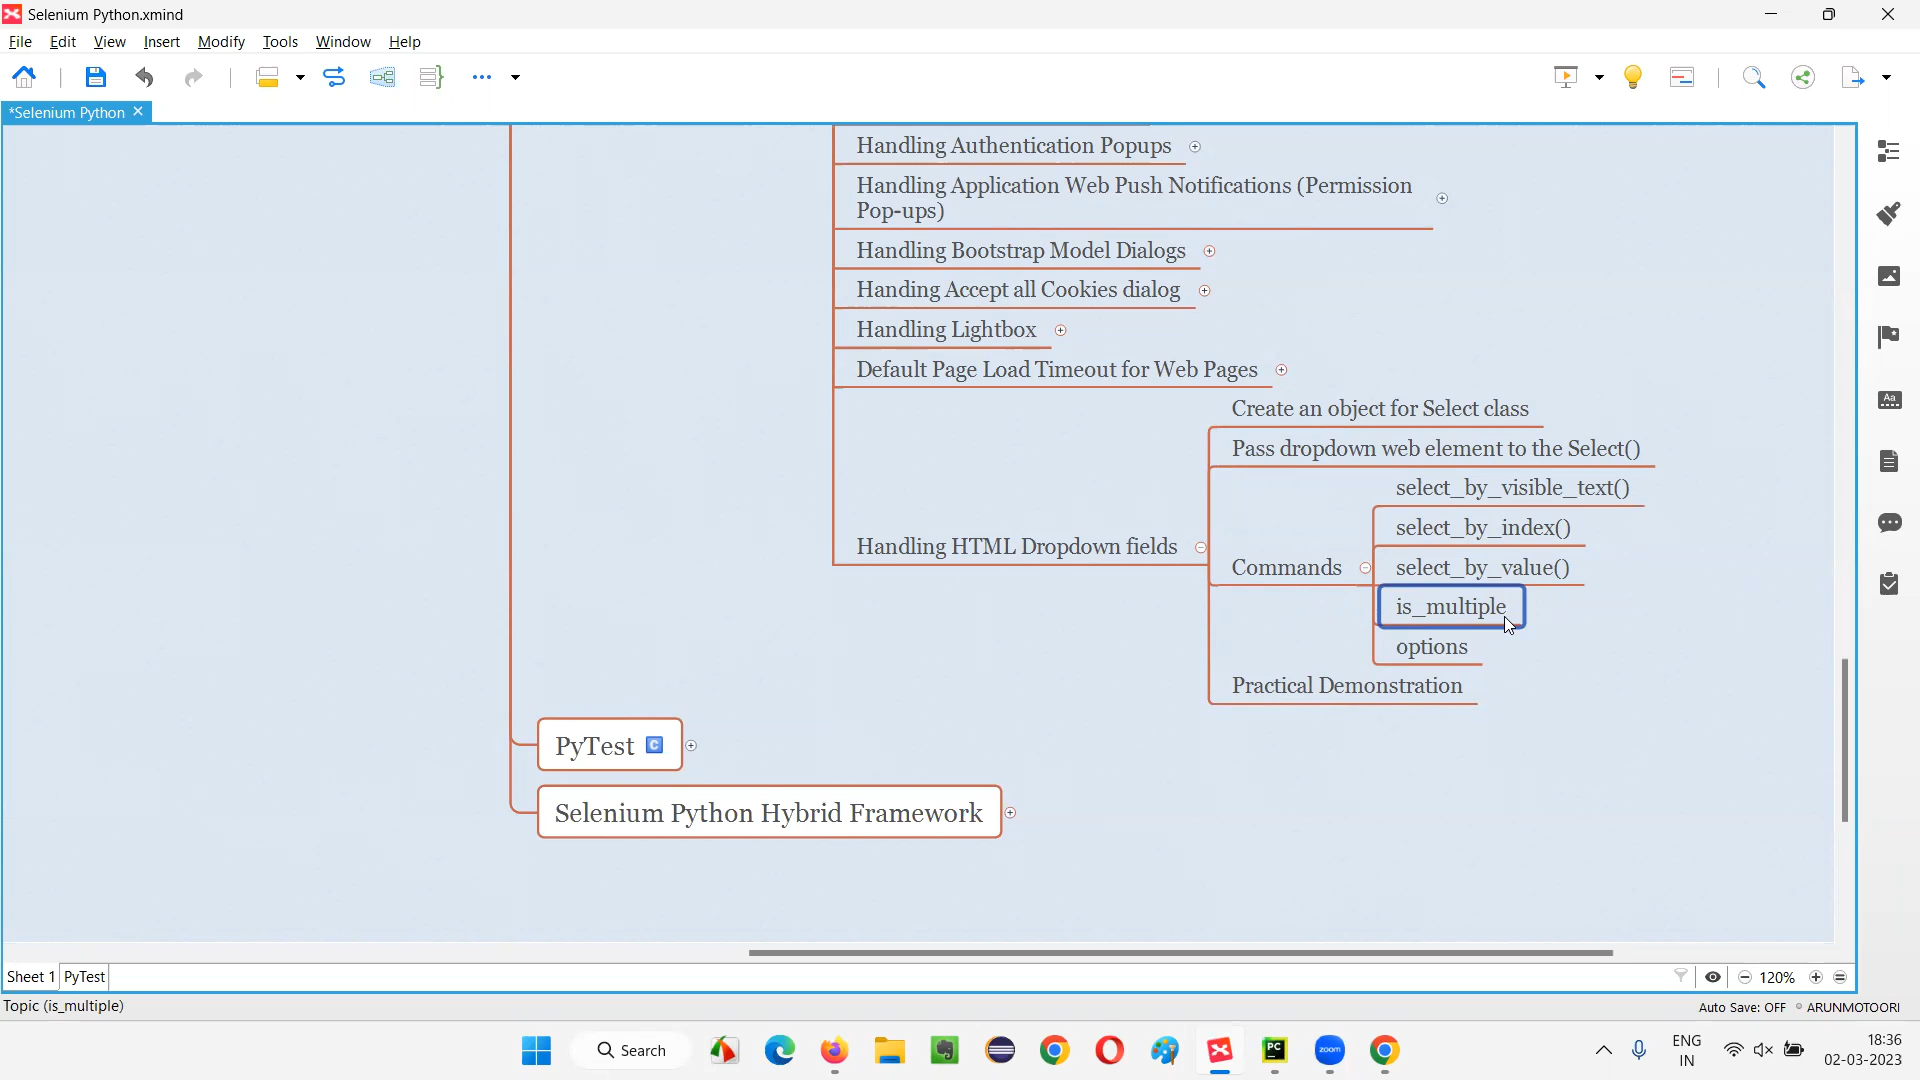 Selenium Python.xmind
File Edit View Insert Modify Tools Window Help
*Selenium Python
Handling Authentication Popups
Handling Application Web Push Notifications (Permission
Pop-ups)
Handling Bootstrap Model Dialogs
Handing Accept all Cookies dialog
Handling Lightbox
Default Page Load Timeout for Web Pages
Create an object for Select class
Pass dropdown web element to the Select()
select_by_visible_text()
select_by_index()
Handling HTML Dropdown fields
Commands
select_by_value()
is_multiple
options
Practical Demonstration
PyTest
Selenium Python Hybrid Framework
Sheet 1 PyTest
120%
Topic (is_multiple)
Auto Save: OFF ARUNMOTOORI
Search
zoom
ENG
IN
18:36
02-03-2023